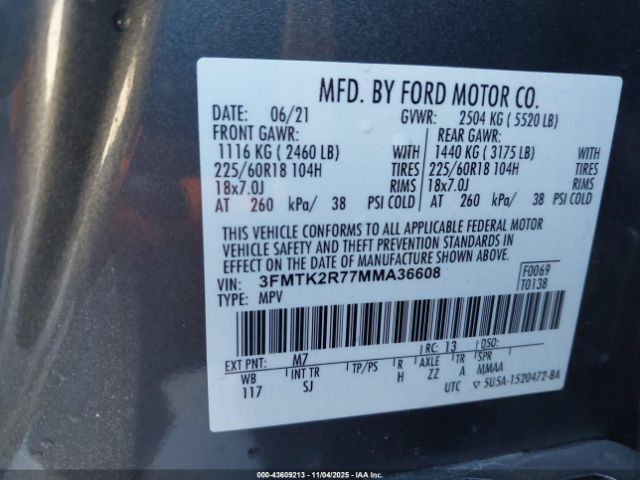 MFD. BY FORD MOTOR CO.
DATE: 06/21 GVWR: 2504 KG ( 5520 LB)
FRONT GAWR: REAR GAWR:
1116 KG ( 2460 LB) WITH 1440 KG ( 3175 LB) WITH
225/60R18 104H TIRES 225/60R18 104H TIRES
18x7.0J RIMS 18x7.0J RIMS
AT 260 kPa/ 38 PSI COLD AT 260 kPa/ 38 PSI COLD
THIS VEHICLE CONFORMS TO ALL APPLICABLE FEDERAL MOTOR
VEHICLE SAFETY AND THEFT PREVENTION STANDARDS IN
EFFECT ON THE DATE OF MANUFACTURE SHOWN ABOVE.
VIN: 3FMTK2R77MMA36608 F0069
TYPE: MPV T0138
EXT PNT: M7 RC: 13 DSO:
WB INT TR TP/PS R AXLE TR SPR
117 SJ H ZZ A MMAA
UTC 5U5A-1520472-BA
000-43609213 - 11/04/2025 - IAAI.COM